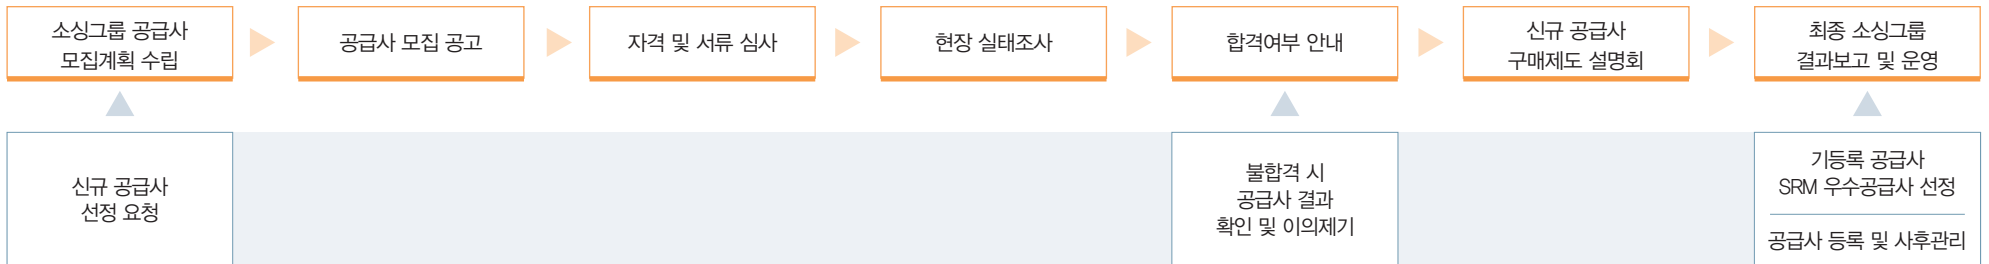 소싱그룹 공급사
모집계획 수립
공급사 모집 공고
자격 및 서류 심사
현장 실태조사
합격여부 안내
신규 공급사
구매제도 설명회
최종 소싱그룹
결과보고 및 운영
신규 공급사
선정 요청
불합격 시
공급사 결과
확인 및 이의제기
기등록 공급사
SRM 우수공급사 선정
공급사 등록 및 사후관리